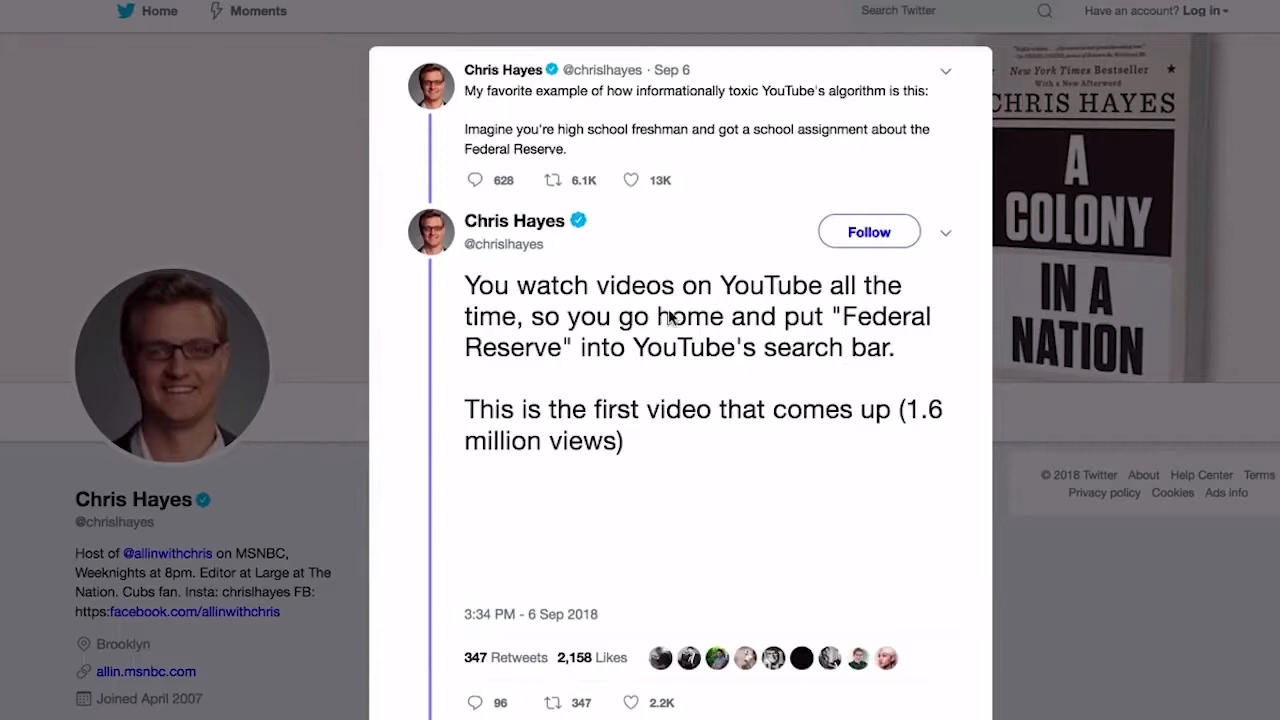 Home Moments
Search Twitter
Have an account? Log in
Chris Hayes @chrislhayes · Sep 6
My favorite example of how informationally toxic YouTube's algorithm is this:
Imagine you're high school freshman and got a school assignment about the
Federal Reserve.
628 6.1K 13K
Chris Hayes
@chrislhayes
Follow
You watch videos on YouTube all the
time, so you go home and put "Federal
Reserve" into YouTube's search bar.
This is the first video that comes up (1.6
million views)
3:34 PM - 6 Sep 2018
347 Retweets 2,158 Likes
96 347 2.2K
Chris Hayes
@chrislhayes
Host of @allinwithchris on MSNBC,
Weeknights at 8pm. Editor at Large at The
Nation. Cubs fan. Insta: chrislhayes FB:
https:facebook.com/allinwithchris
Brooklyn
allin.msnbc.com
Joined April 2007
New York Times Bestseller
With a New Afterword
CHRIS HAYES
A
COLONY
IN A
NATION
© 2018 Twitter About Help Center Terms
Privacy policy Cookies Ads info